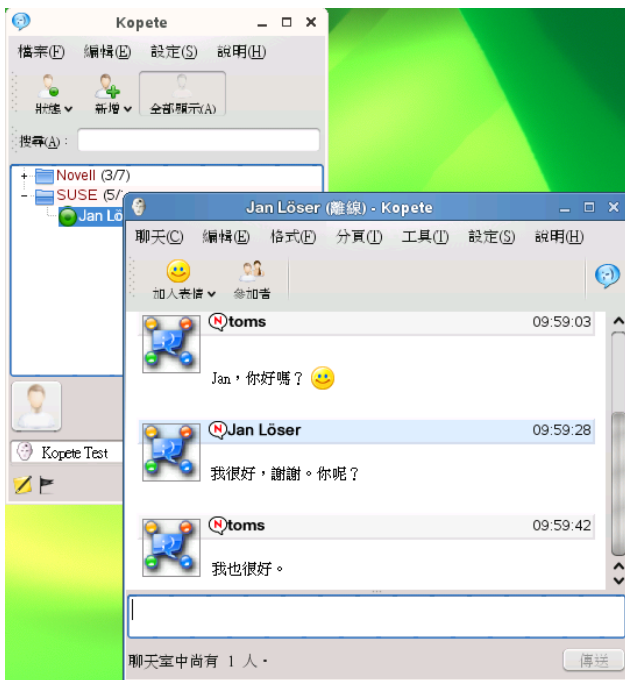 Kopete
檔案(F) 編輯(E) 設定(S) 說明(H)
狀態 新增 全部顯示(A)
搜尋(A):
Novell (3/7)
SUSE (5/
Jan Lö
Kopete Test
Jan Löser (離線) - Kopete
聊天(C) 編輯(E) 格式(F) 分頁(T) 工具(T) 設定(S) 說明(H)
加入表情 參加者
toms 09:59:03
Jan,你好嗎?
Jan Löser 09:59:28
我很好,謝謝。你呢?
toms 09:59:42
我也很好。
聊天室中尚有 1 人。
傳送